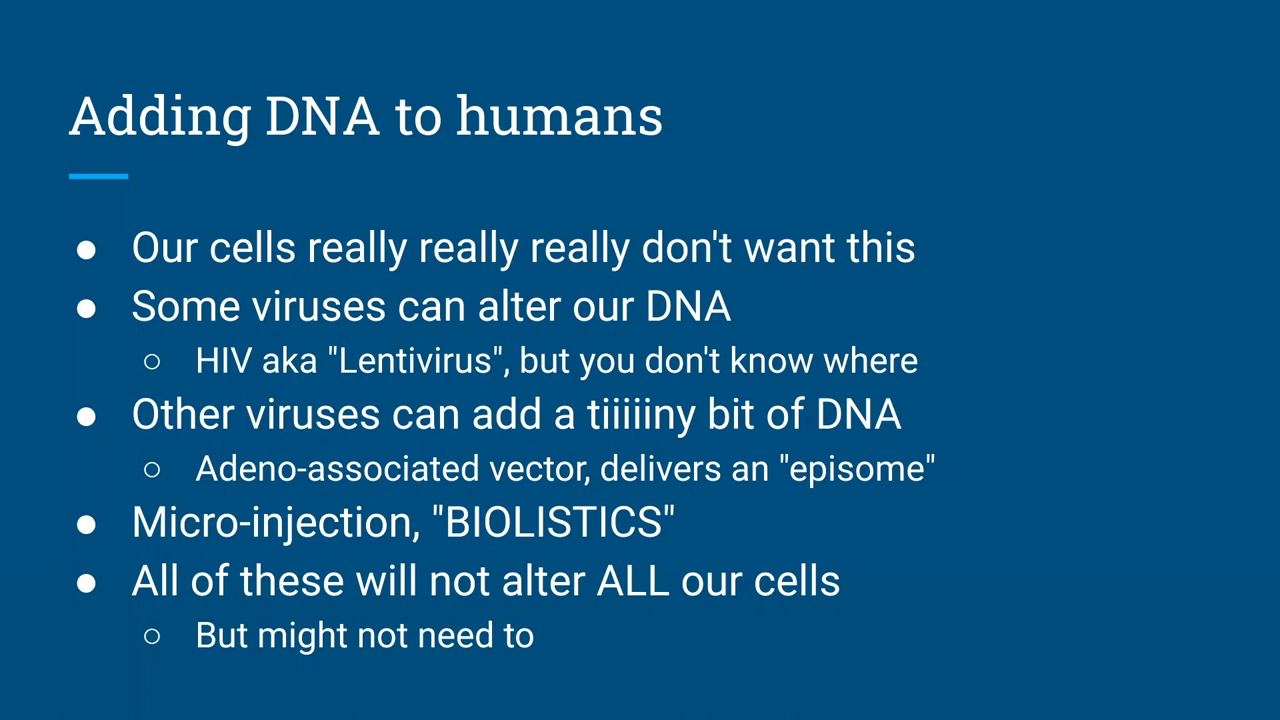 Adding DNA to humans
● Our cells really really really don't want this
● Some viruses can alter our DNA
○ HIV aka "Lentivirus", but you don't know where
● Other viruses can add a tiiiiiny bit of DNA
○ Adeno-associated vector, delivers an "episome"
● Micro-injection, "BIOLISTICS"
● All of these will not alter ALL our cells
○ But might not need to